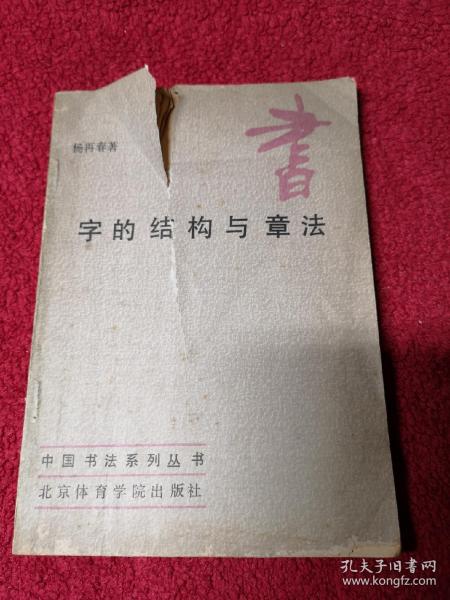 書
杨再春著
字的结构与章法
中国书法系列丛书
北京体育学院出版社
孔夫子旧书网
www.kongfz.com